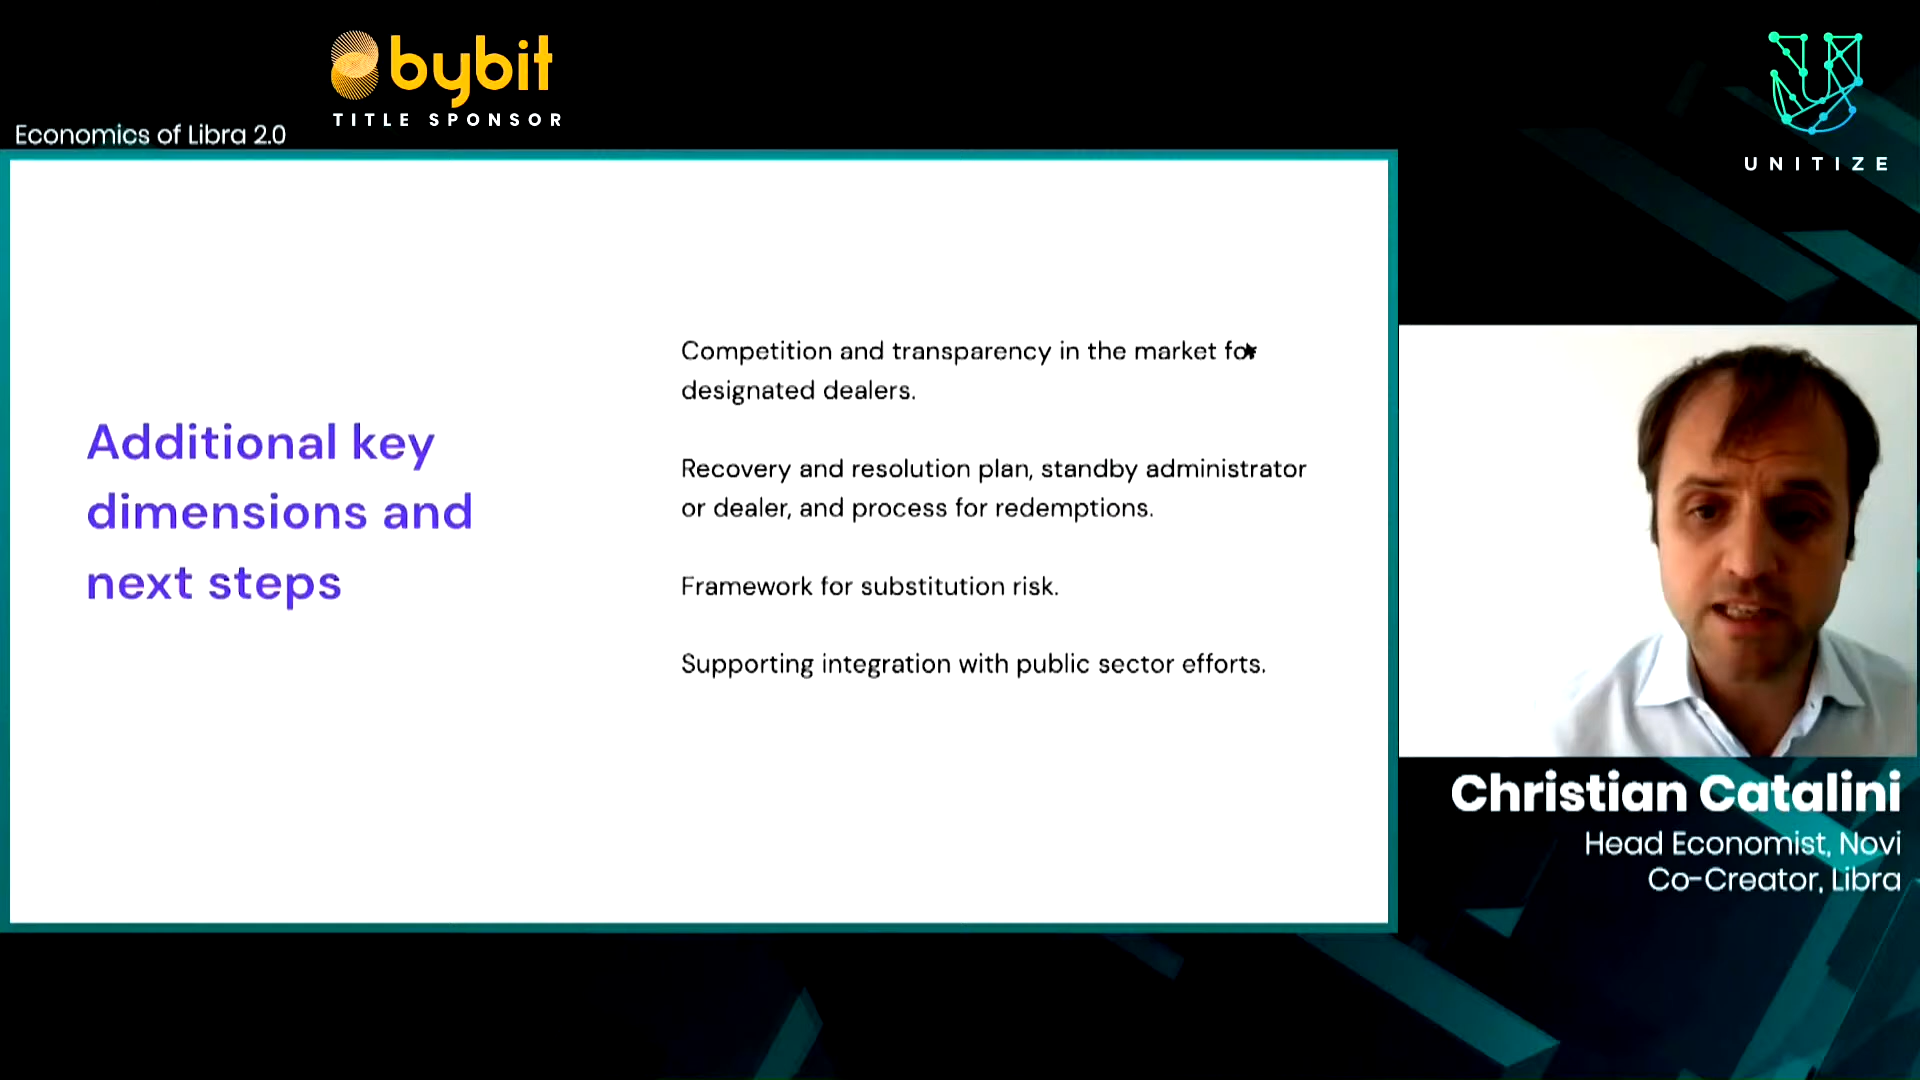 bybit
TITLE SPONSOR
Economics of Libra 2.0
UNITIZE
Additional key
dimensions and
next steps
Competition and transparency in the market for
designated dealers.
Recovery and resolution plan, standby administrator
or dealer, and process for redemptions.
Framework for substitution risk.
Supporting integration with public sector efforts.
Christian Catalini
Head Economist, Novi
Co-Creator, Libra